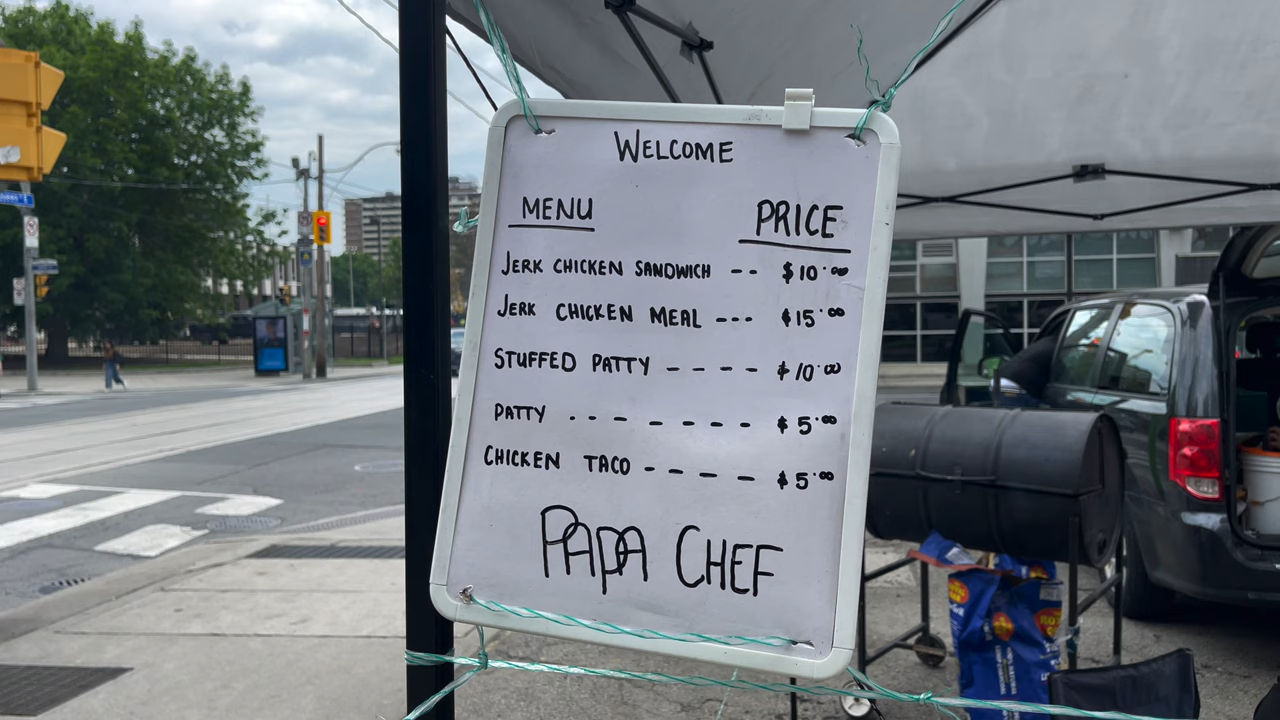 WELCOME
MENU PRICE
JERK CHICKEN SANDWICH -- $10.00
JERK CHICKEN MEAL --- $15.00
STUFFED PATTY ---- $10.00
PATTY ... - - - - - $5.00
CHICKEN TACO ----- $5.00
PAPA CHEF